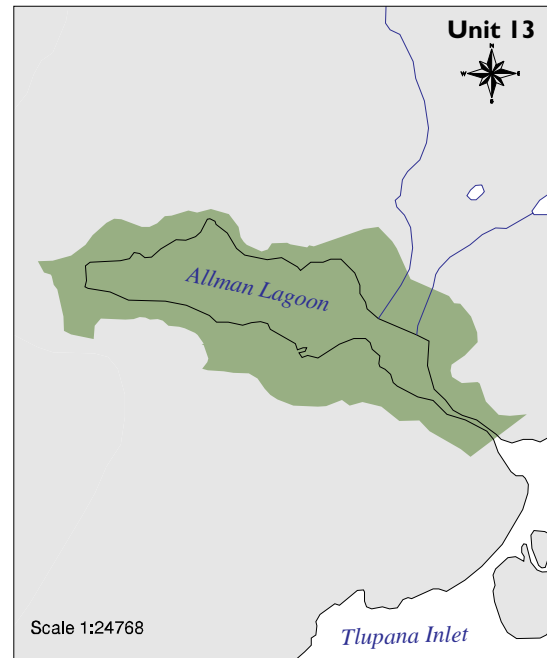 Unit 13
N
W E
S
Allman Lagoon
Scale 1:24768
Tlupana Inlet